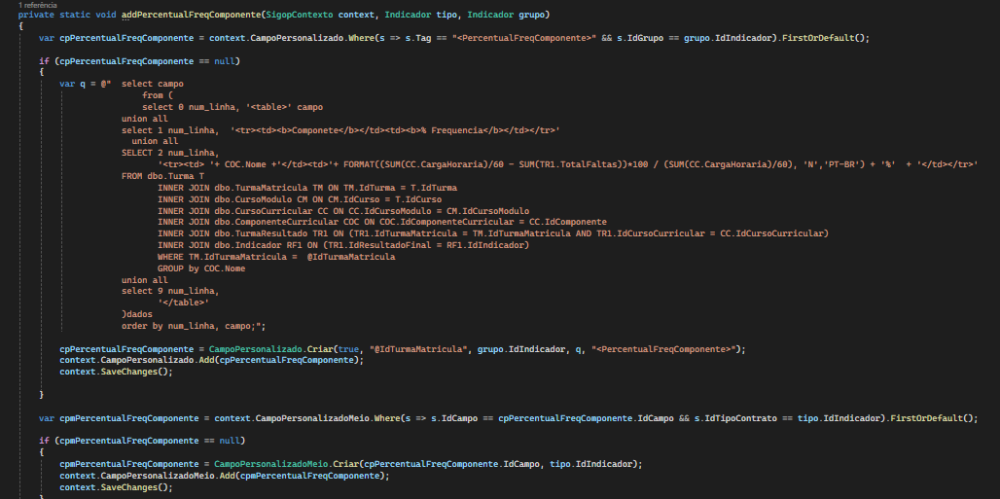 1 referência
private static void addPercentualFreqComponente(SigopContexto context, Indicador tipo, Indicador grupo)
{
var cpPercentualFreqComponente = context.CampoPersonalizado.Where(s => s.Tag == "<PercentualFreqComponente>" && s.IdGrupo == grupo.IdIndicador).FirstOrDefault();
if (cpPercentualFreqComponente == null)
{
var q = @"  select campo
from (
select 0 num_linha, '<table>' campo
union all
select 1 num_linha,  '<tr><td><b>Componete</b></td><td><b>% Frequencia</b></td></tr>'
union all
SELECT 2 num_linha,
'<tr><td> '+ COC.Nome +'</td><td>'+ FORMAT((SUM(CC.CargaHoraria)/60 - SUM(TR1.TotalFaltas))*100 / (SUM(CC.CargaHoraria)/60), 'N','PT-BR') + '%'  + '</td></tr>'
FROM dbo.Turma T
INNER JOIN dbo.TurmaMatricula TM ON TM.IdTurma = T.IdTurma
INNER JOIN dbo.CursoModulo CM ON CM.IdCurso = T.IdCurso
INNER JOIN dbo.CursoCurricular CC ON CC.IdCursoModulo = CM.IdCursoModulo
INNER JOIN dbo.ComponenteCurricular COC ON COC.IdComponenteCurricular = CC.IdComponente
INNER JOIN dbo.TurmaResultado TR1 ON (TR1.IdTurmaMatricula = TM.IdTurmaMatricula AND TR1.IdCursoCurricular = CC.IdCursoCurricular)
INNER JOIN dbo.Indicador RF1 ON (TR1.IdResultadoFinal = RF1.IdIndicador)
WHERE TM.IdTurmaMatricula =  @IdTurmaMatricula
GROUP by COC.Nome
union all
select 9 num_linha,
'</table>'
)dados
order by num_linha, campo;";
cpPercentualFreqComponente = CampoPersonalizado.Criar(true, "@IdTurmaMatricula", grupo.IdIndicador, q, "<PercentualFreqComponente>");
context.CampoPersonalizado.Add(cpPercentualFreqComponente);
context.SaveChanges();
}
var cpmPercentualFreqComponente = context.CampoPersonalizadoMeio.Where(s => s.IdCampo == cpPercentualFreqComponente.IdCampo && s.IdTipoContrato == tipo.IdIndicador).FirstOrDefault();
if (cpmPercentualFreqComponente == null)
{
cpmPercentualFreqComponente = CampoPersonalizadoMeio.Criar(cpPercentualFreqComponente.IdCampo, tipo.IdIndicador);
context.CampoPersonalizadoMeio.Add(cpmPercentualFreqComponente);
context.SaveChanges();
}